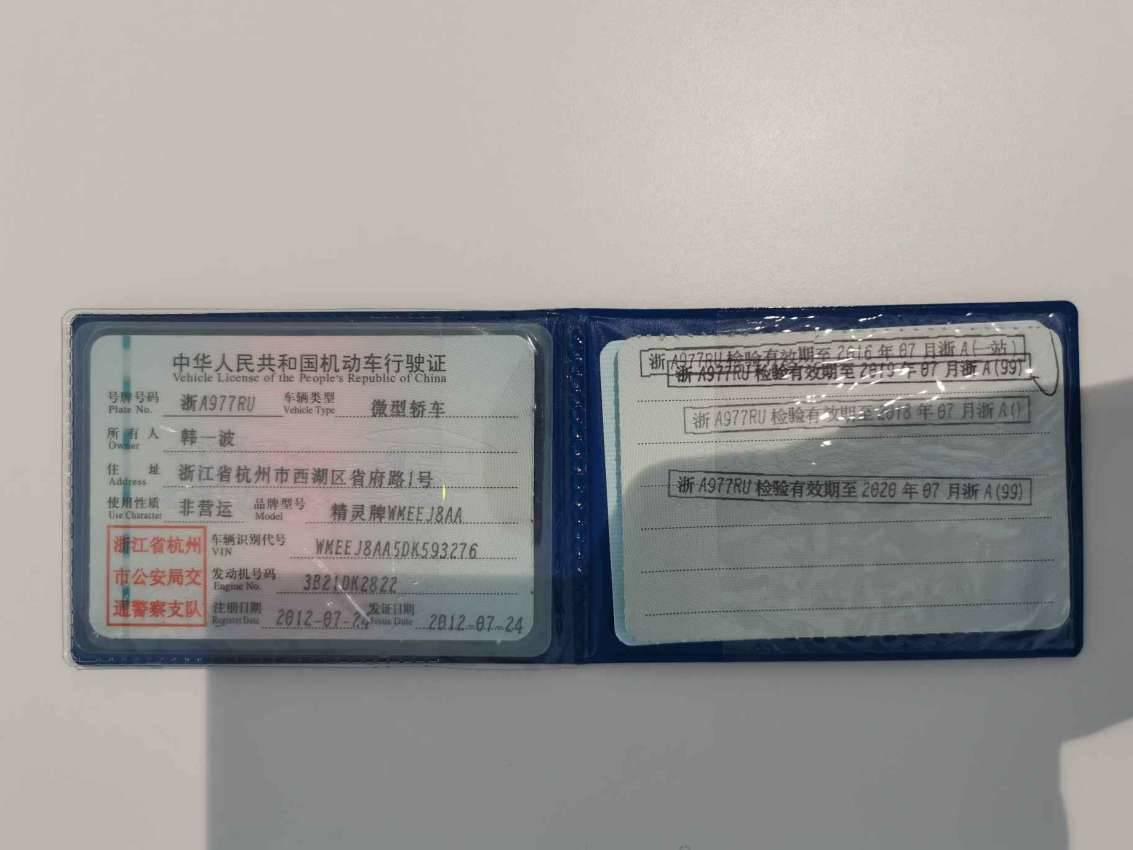 中华人民共和国机动车行驶证
Vehicle License of the People's Republic of China
号牌号码 浙A977RU 车辆类型 微型轿车
Plate No. Vehicle Type
所有人 韩一波
Owner
住址 浙江省杭州市西湖区省府路1号
Address
使用性质 非营运 品牌型号 精灵牌WMEEJ8AA
Use Character Model
浙江省杭州
市公安局交
通警察支队
车辆识别代号 WMEEJ8AA5DK593276
VIN
发动机号码 3B21DK2822
Engine No.
注册日期 2012-07-24 发证日期 2012-07-24
Register Date Issue Date
浙A977RU检验有效期至2016年07月浙A(一站)
浙A977RU检验有效期至2019年07月浙A(99)
浙A977RU检验有效期至2018年07月浙A()
浙A977RU检验有效期至2020年07月浙A(99)